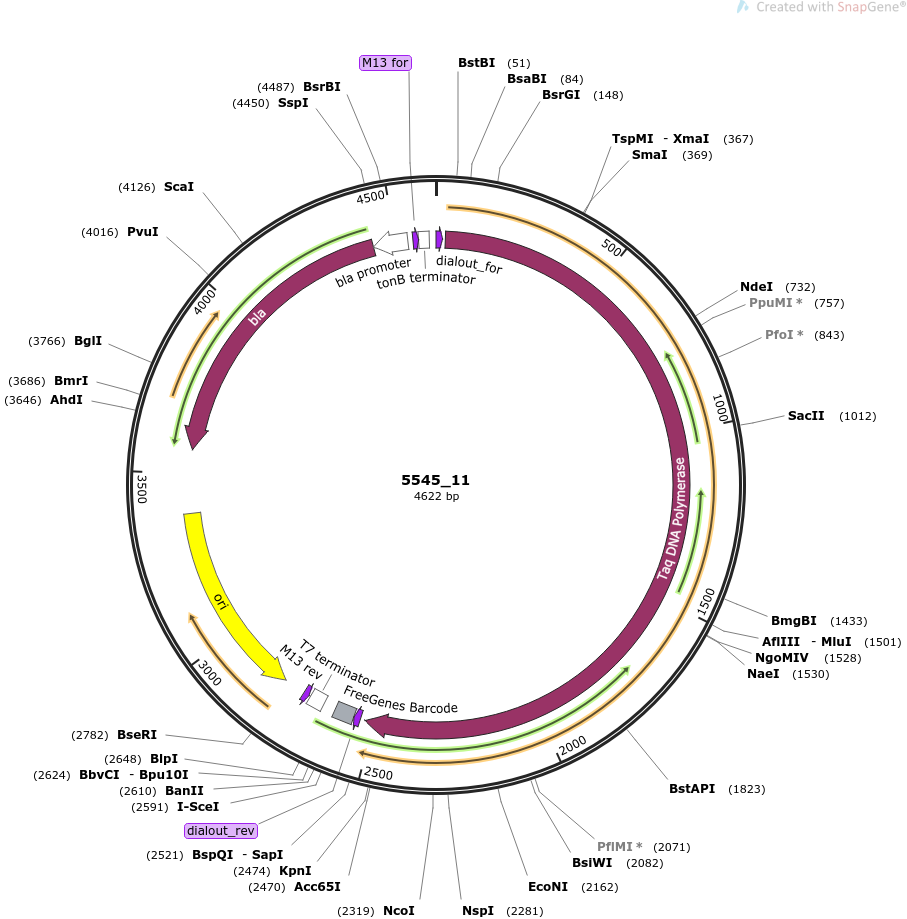 Created with SnapGene®
M13 for
BstBI (51)
BsaBI (84)
BsrGI (148)
TspMI - XmaI (367)
SmaI (369)
NdeI (732)
PpuMI * (757)
PfoI * (843)
SacII (1012)
BmgBI (1433)
AflIII - MluI (1501)
NgoMIV (1528)
NaeI (1530)
BstAPI (1823)
PflMI * (2071)
BsiWI (2082)
EcoNI (2162)
NspI (2281)
(2319) NcoI
(2470) Acc65I
(2474) KpnI
(2521) BspQI - SapI
dialout_rev
(2591) I-SceI
(2610) BanII
(2624) BbvCI - Bpu10I
(2648) BlpI
(2782) BseRI
(3646) AhdI
(3686) BmrI
(3766) BglI
(4016) PvuI
(4126) ScaI
(4450) SspI
(4487) BsrBI
500
1000
1500
2000
2500
3000
3500
4000
4500
dialout_for
tonB terminator
bla promoter
bla
Taq DNA Polymerase
5545_11
4622 bp
ori
M13 rev
T7 terminator
FreeGenes Barcode